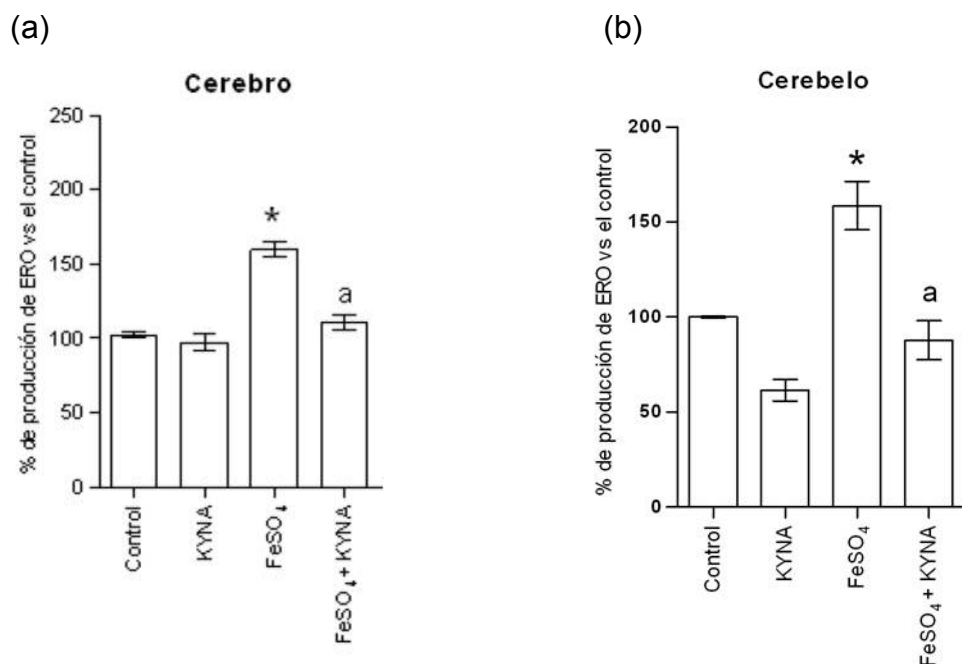 (a)
Cerebro
% de producción de ERO vs el control
250
200
150
100
50
0
*
a
Control
KYNA
FeSO₄
FeSO₄ + KYNA
(b)
Cerebelo
% de producción de ERO vs el control
200
150
100
50
0
*
a
Control
KYNA
FeSO₄
FeSO₄ + KYNA